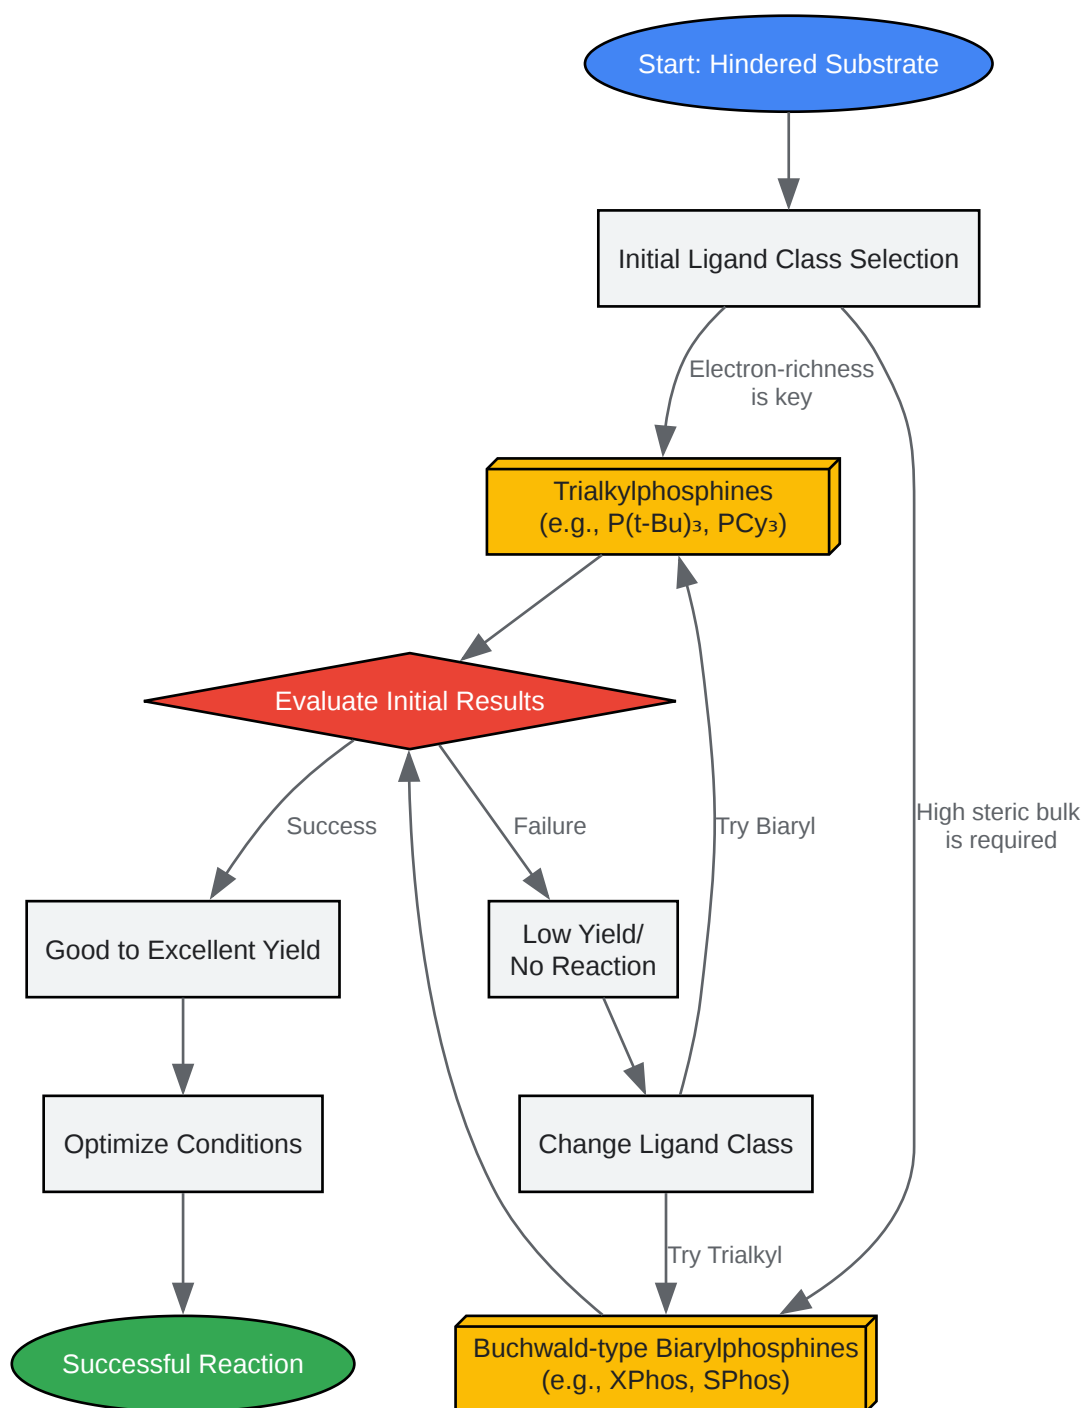 Start: Hindered Substrate
Initial Ligand Class Selection
Electron-richness
is key
Trialkylphosphines
(e.g., P(t-Bu)₃, PCy₃)
Evaluate Initial Results
Success
Failure
Try Biaryl
High steric bulk
is required
Good to Excellent Yield
Low Yield/
No Reaction
Optimize Conditions
Change Ligand Class
Try Trialkyl
Successful Reaction
Buchwald-type Biarylphosphines
(e.g., XPhos, SPhos)